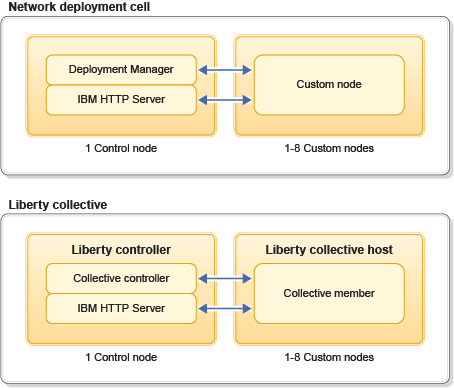 Network deployment cell
Deployment Manager
IBM HTTP Server
Custom node
1 Control node
1-8 Custom nodes
Liberty collective
Liberty controller
Collective controller
IBM HTTP Server
Liberty collective host
Collective member
1 Control node
1-8 Custom nodes